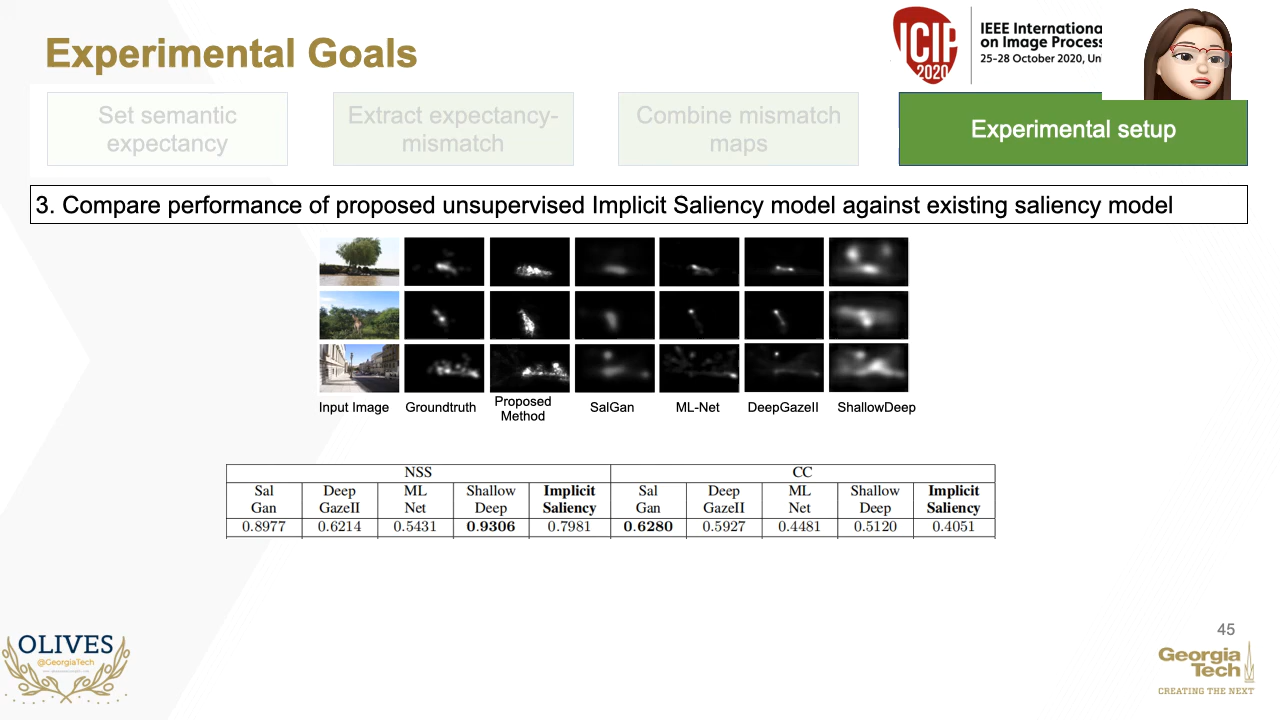 Experimental Goals
ICIP
2020
IEEE Internationa
on Image Process
25-28 October 2020, Un
Set semantic
expectancy
Extract expectancy-
mismatch
Combine mismatch
maps
Experimental setup
3. Compare performance of proposed unsupervised Implicit Saliency model against existing saliency model
Input Image Groundtruth Proposed Method SalGan ML-Net DeepGazeII ShallowDeep
NSS CC
Sal Gan Deep GazeII ML Net Shallow Deep Implicit Saliency Sal Gan Deep GazeII ML Net Shallow Deep Implicit Saliency
0.8977 0.6214 0.5431 0.9306 0.7981 0.6280 0.5927 0.4481 0.5120 0.4051
OLIVES
@GeorgiaTech
45
Georgia
Tech
CREATING THE NEXT